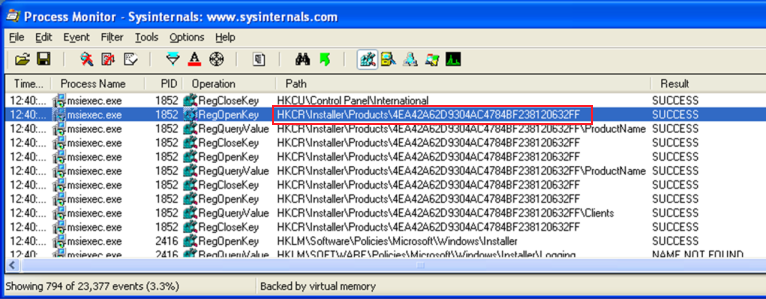 Process Monitor - Sysinternals: www.sysinternals.com
File Edit Event Filter Tools Options Help
Time... Process Name PID Operation Path Result
12:40:... msiexec.exe 1852 RegCloseKey HKCU\Control Panel\International SUCCESS
12:40:... msiexec.exe 1852 RegOpenKey HKCR\Installer\Products\4EA42A62D9304AC4784BF238120632FF SUCCESS
12:40:... msiexec.exe 1852 RegQueryValue HKCR\Installer\Products\4EA42A62D9304AC4784BF238120632FF\ProductName SUCCESS
12:40:... msiexec.exe 1852 RegOpenKey HKCR\Installer\Products\4EA42A62D9304AC4784BF238120632FF SUCCESS
12:40:... msiexec.exe 1852 RegCloseKey HKCR\Installer\Products\4EA42A62D9304AC4784BF238120632FF SUCCESS
12:40:... msiexec.exe 1852 RegQueryValue HKCR\Installer\Products\4EA42A62D9304AC4784BF238120632FF\ProductName SUCCESS
12:40:... msiexec.exe 1852 RegCloseKey HKCR\Installer\Products\4EA42A62D9304AC4784BF238120632FF SUCCESS
12:40:... msiexec.exe 1852 RegOpenKey HKCR\Installer\Products\4EA42A62D9304AC4784BF238120632FF SUCCESS
12:40:... msiexec.exe 1852 RegQueryValue HKCR\Installer\Products\4EA42A62D9304AC4784BF238120632FF\Clients SUCCESS
12:40:... msiexec.exe 1852 RegCloseKey HKCR\Installer\Products\4EA42A62D9304AC4784BF238120632FF SUCCESS
12:40:... msiexec.exe 2416 RegOpenKey HKLM\Software\Policies\Microsoft\Windows\Installer SUCCESS
12:40:... msiexec.exe 2416 RegQueryValue HKLM\SOFTWARE\Policies\Microsoft\Windows\Installer\Logging NAME NOT FOUND
Showing 794 of 23,377 events (3.3%) Backed by virtual memory